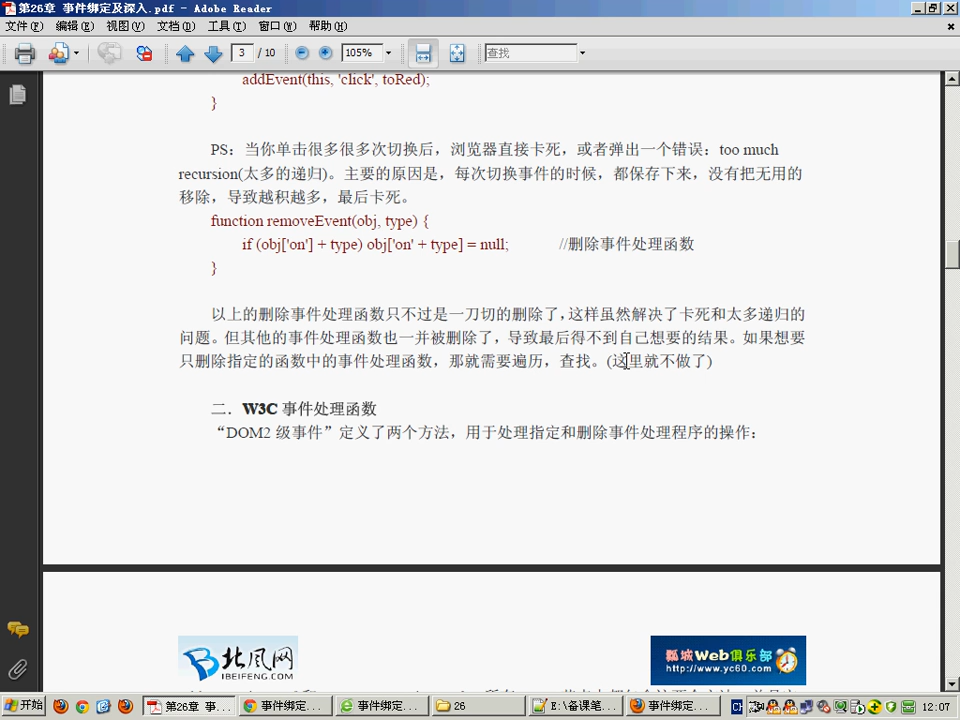 第26章 事件绑定及深入.pdf - Adobe Reader
文件(F) 编辑(E) 视图(V) 文档(D) 工具(T) 窗口(W) 帮助(H)
3 / 10 105% 查找
addEvent(this, 'click', toRed);
}
PS：当你单击很多很多次切换后，浏览器直接卡死，或者弹出一个错误：too much
recursion(太多的递归)。主要的原因是，每次切换事件的时候，都保存下来，没有把无用的
移除，导致越积越多，最后卡死。
function removeEvent(obj, type) {
if (obj['on'] + type) obj['on' + type] = null; //删除事件处理函数
}
以上的删除事件处理函数只不过是一刀切的删除了，这样虽然解决了卡死和太多递归的
问题。但其他的事件处理函数也一并被删除了，导致最后得不到自己想要的结果。如果想要
只删除指定的函数中的事件处理函数，那就需要遍历，查找。(这里就不做了)
二．W3C 事件处理函数
“DOM2 级事件”定义了两个方法，用于处理指定和删除事件处理程序的操作：
北风网 瓢城Web俱乐部
IBEIFENG.COM http://www.yc60.com
开始 第26章 事... 事件绑定... 事件绑定... 26 E:\备课笔... 事件绑定... CH 12:07